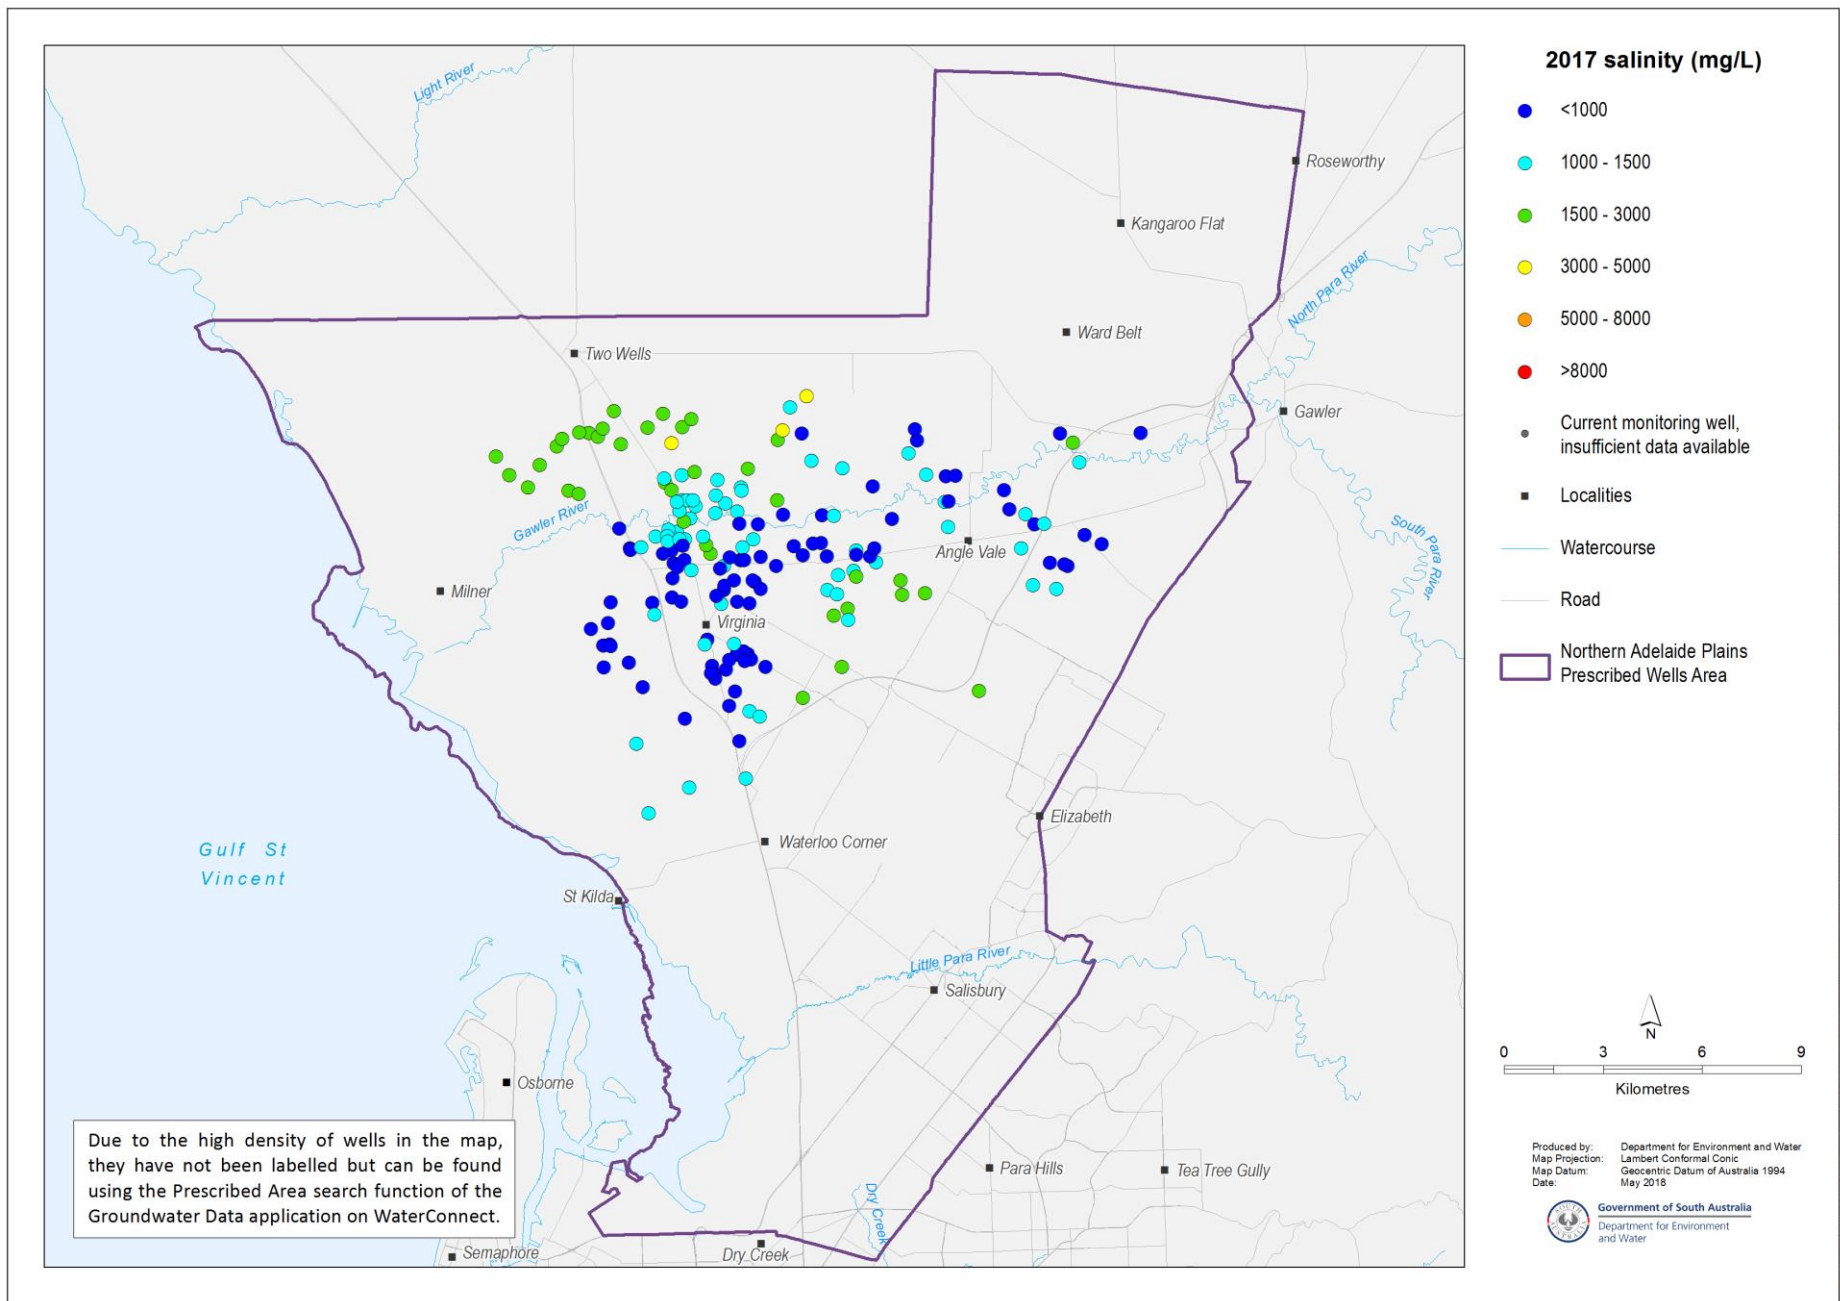 Light River
Roseworthy
Kangaroo Flat
North Para River
Ward Belt
Two Wells
Gawler
Gawler River
South Para River
Angle Vale
Milner
Virginia
Elizabeth
Waterloo Corner
Gulf St
Vincent
St Kilda
Little Para River
Salisbury
Osborne
Para Hills
Tea Tree Gully
Dry Creek
Semaphore
Dry Creek
Due to the high density of wells in the map,
they have not been labelled but can be found
using the Prescribed Area search function of the
Groundwater Data application on WaterConnect.
2017 salinity (mg/L)
<1000
1000 - 1500
1500 - 3000
3000 - 5000
5000 - 8000
>8000
Current monitoring well,
insufficient data available
Localities
Watercourse
Road
Northern Adelaide Plains
Prescribed Wells Area
N
0 3 6 9
Kilometres
Produced by: Department for Environment and Water
Map Projection: Lambert Conformal Conic
Map Datum: Geocentric Datum of Australia 1994
Date: May 2018
Government of South Australia
Department for Environment
and Water